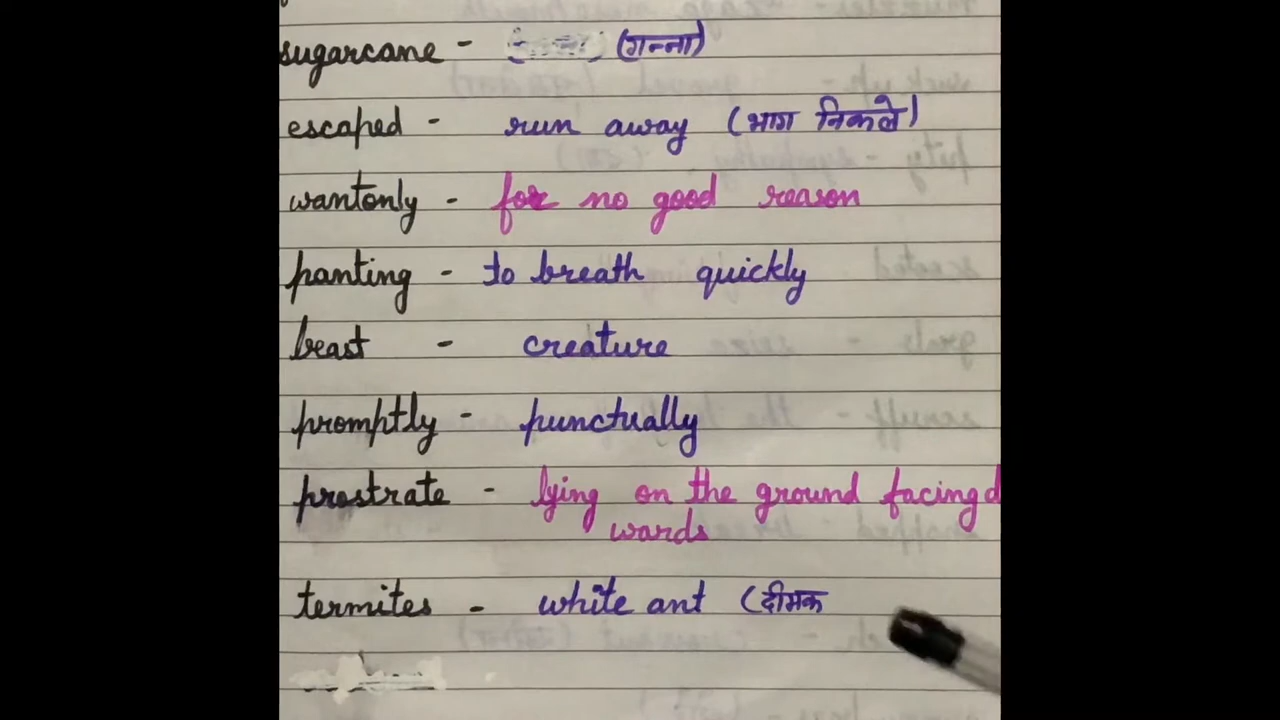 sugarcane - (गन्ना)
escaped - run away (भाग निकले)
wantonly - for no good reason
panting - to breath quickly
beast - creature
promptly - punctually
prostrate - lying on the ground facing d
wards
termites - white ant (दीमक